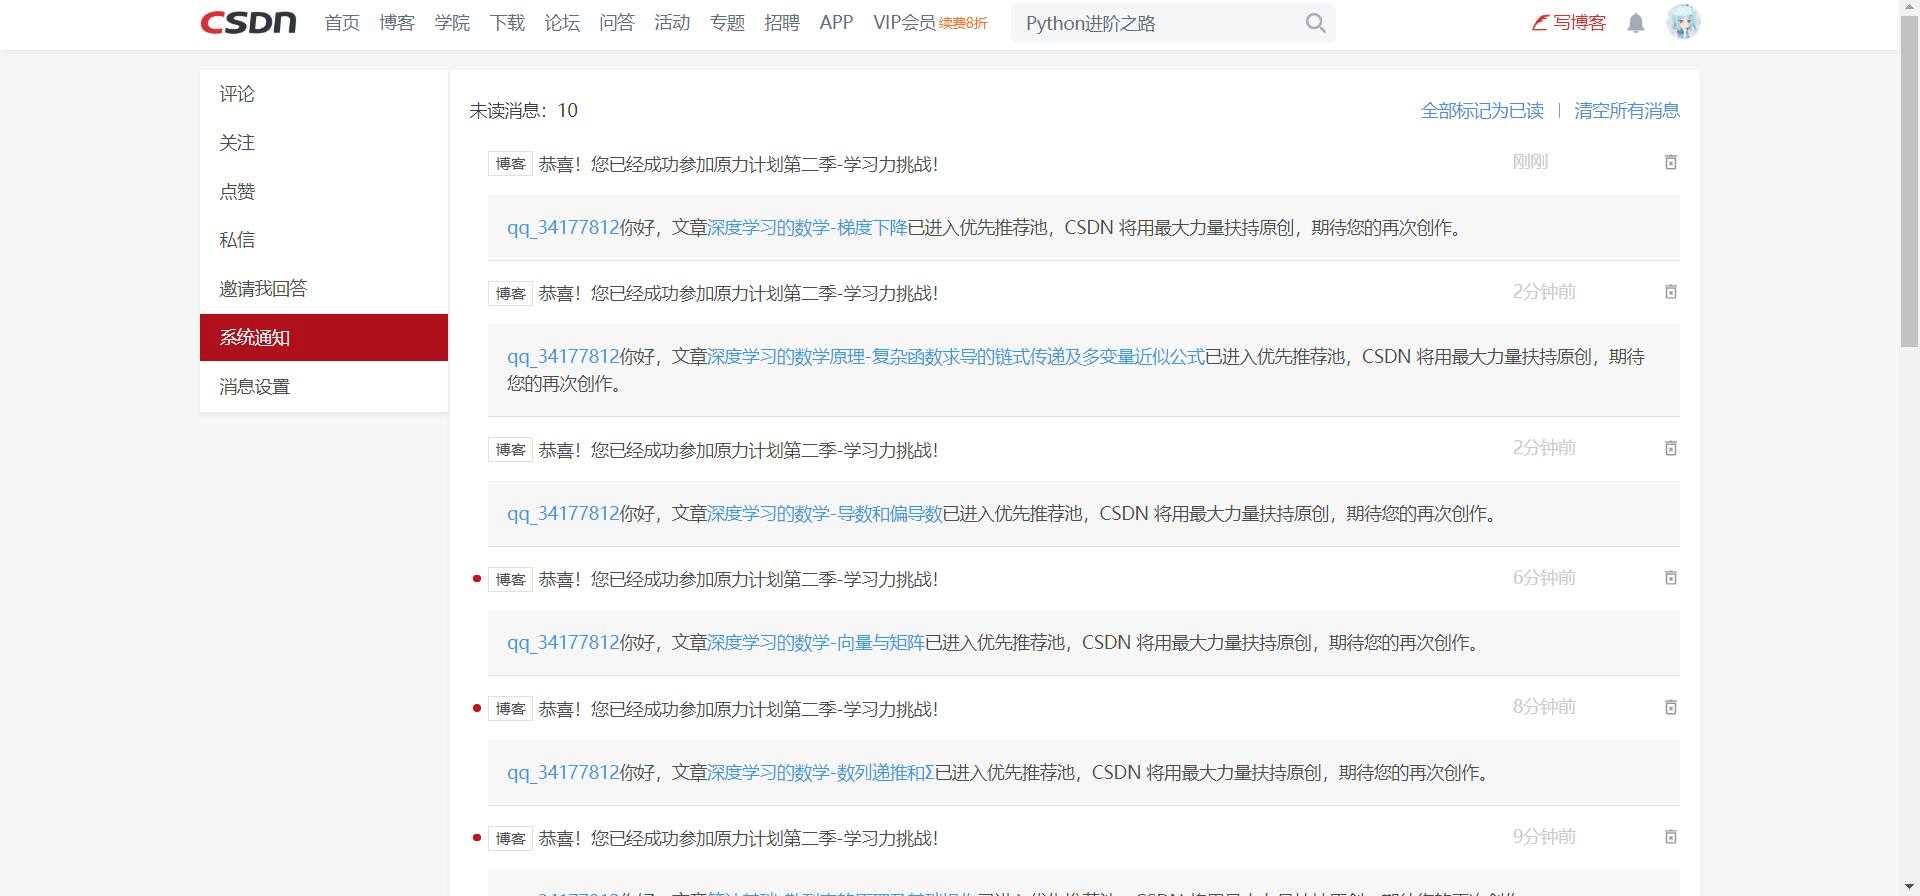 CSDN 首页 博客 学院 下载 论坛 问答 活动 专题 招聘 APP VIP会员 续费8折 Python进阶之路 写博客
评论
关注
点赞
私信
邀请我回答
系统通知
消息设置
未读消息：10 全部标记为已读 | 清空所有消息
博客 恭喜！您已经成功参加原力计划第二季-学习力挑战！ 刚刚
qq_34177812你好，文章深度学习的数学-梯度下降已进入优先推荐池，CSDN 将用最大力量扶持原创，期待您的再次创作。
博客 恭喜！您已经成功参加原力计划第二季-学习力挑战！ 2分钟前
qq_34177812你好，文章深度学习的数学原理-复杂函数求导的链式传递及多变量近似公式已进入优先推荐池，CSDN 将用最大力量扶持原创，期待
您的再次创作。
博客 恭喜！您已经成功参加原力计划第二季-学习力挑战！ 2分钟前
qq_34177812你好，文章深度学习的数学-导数和偏导数已进入优先推荐池，CSDN 将用最大力量扶持原创，期待您的再次创作。
博客 恭喜！您已经成功参加原力计划第二季-学习力挑战！ 6分钟前
qq_34177812你好，文章深度学习的数学-向量与矩阵已进入优先推荐池，CSDN 将用最大力量扶持原创，期待您的再次创作。
博客 恭喜！您已经成功参加原力计划第二季-学习力挑战！ 8分钟前
qq_34177812你好，文章深度学习的数学-数列递推和Σ已进入优先推荐池，CSDN 将用最大力量扶持原创，期待您的再次创作。
博客 恭喜！您已经成功参加原力计划第二季-学习力挑战！ 9分钟前